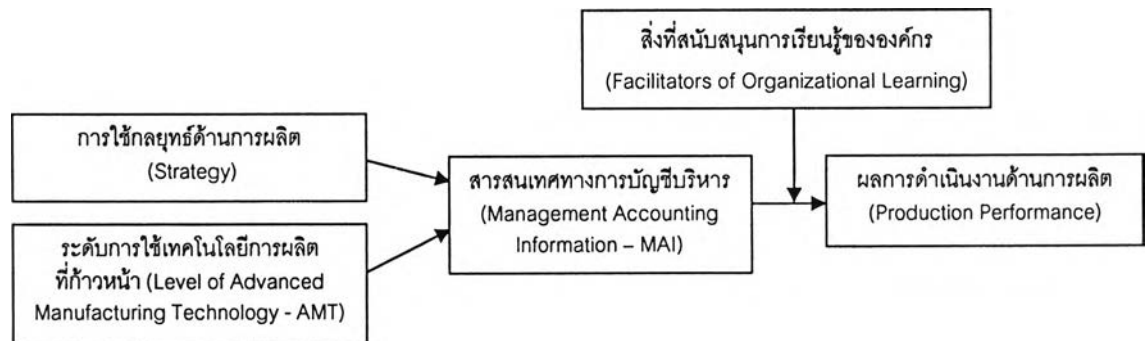 สิ่งที่สนับสนุนการเรียนรู้ขององค์กร
(Facilitators of Organizational Learning)
การใช้กลยุทธ์ด้านการผลิต
(Strategy)
สารสนเทศทางการบัญชีบริหาร
(Management Accounting
Information – MAI)
ผลการดำเนินงานด้านการผลิต
(Production Performance)
ระดับการใช้เทคโนโลยีการผลิต
ที่ก้าวหน้า (Level of Advanced
Manufacturing Technology - AMT)